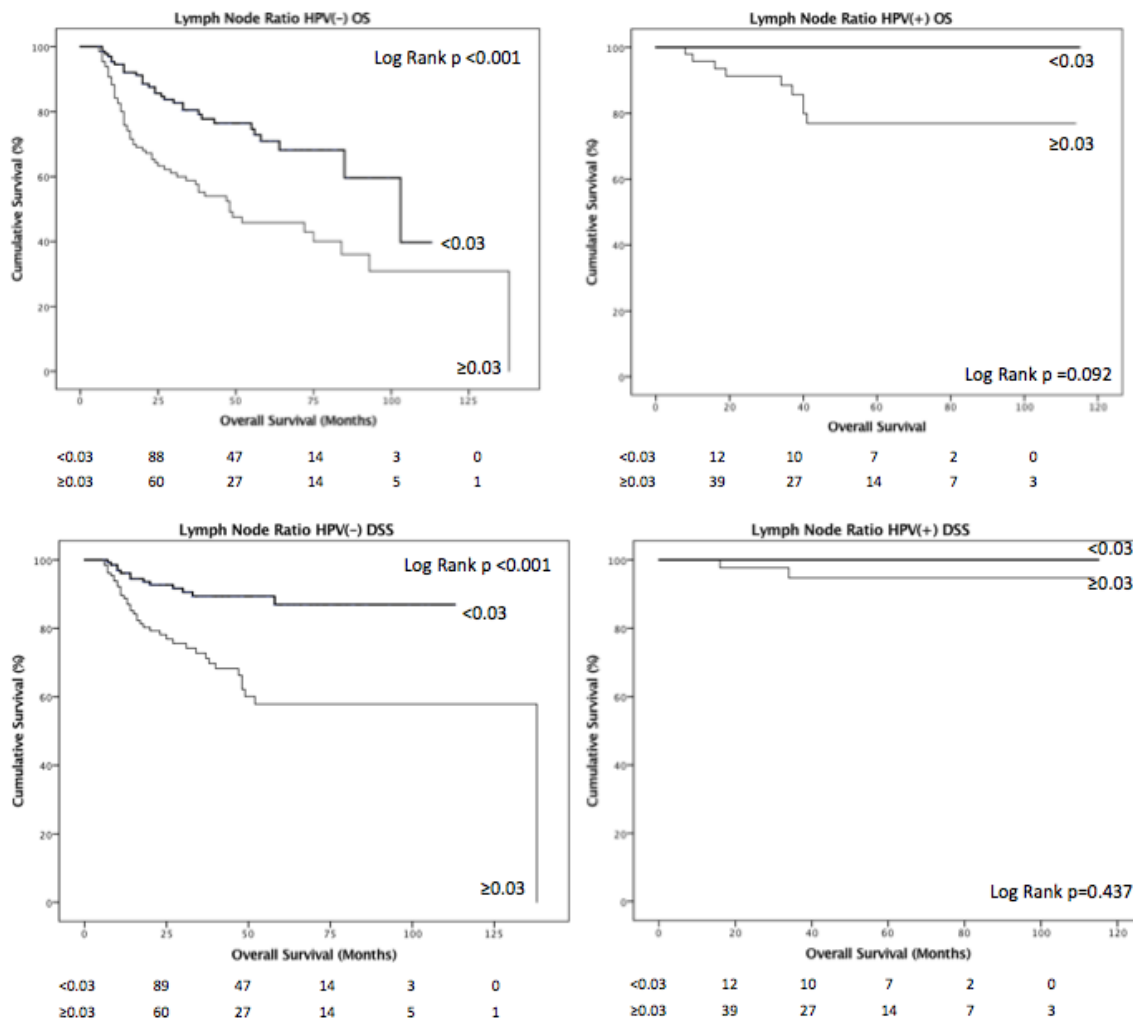 Lymph Node Ratio HPV(-) OS
Log Rank p <0.001
Cumulative Survival (%)
100
80
60
40
20
0
<0.03
≥0.03
0 25 50 75 100 125
Overall Survival (Months)
<0.03 88 47 14 3 0
≥0.03 60 27 14 5 1
Lymph Node Ratio HPV(+) OS
Cumulative Survival (%)
100
80
60
40
20
0
<0.03
≥0.03
Log Rank p =0.092
0 20 40 60 80 100 120
Overall Survival
<0.03 12 10 7 2 0
≥0.03 39 27 14 7 3
Lymph Node Ratio HPV(-) DSS
Log Rank p <0.001
Cumulative Survival (%)
100
80
60
40
20
0
<0.03
≥0.03
0 25 50 75 100 125
Overall Survival (Months)
<0.03 89 47 14 3 0
≥0.03 60 27 14 5 1
Lymph Node Ratio HPV(+) DSS
Cumulative Survival (%)
100
80
60
40
20
0
<0.03
≥0.03
Log Rank p=0.437
0 20 40 60 80 100 120
Overall Survival (Months)
<0.03 12 10 7 2 0
≥0.03 39 27 14 7 3